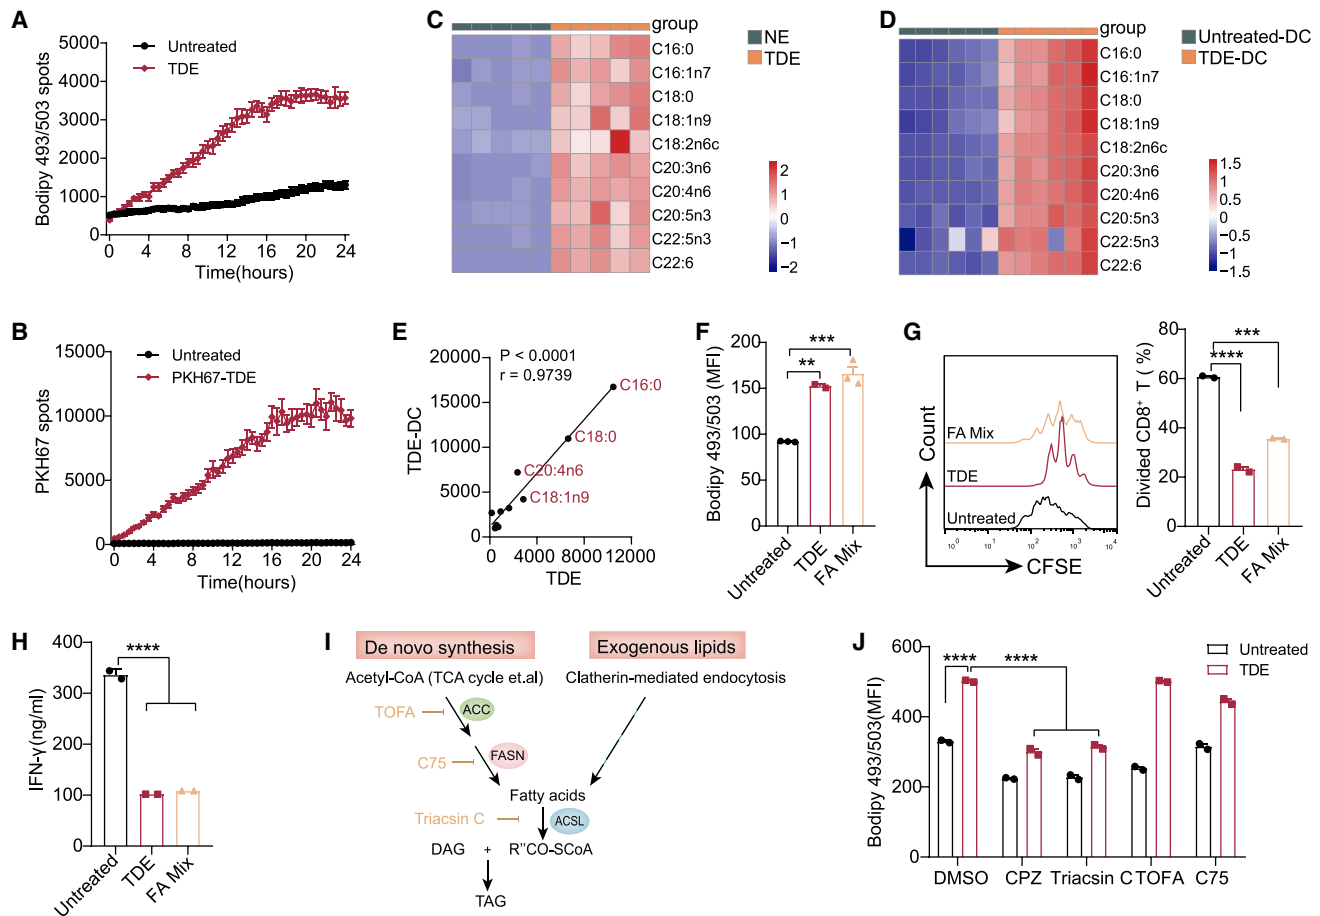 A
Untreated
TDE
Bodipy 493/503 spots
5000
4000
3000
2000
1000
0
0 4 8 12 16 20 24
Time(hours)
B
Untreated
PKH67-TDE
PKH67 spots
15000
10000
5000
0
0 4 8 12 16 20 24
Time(hours)
C
group
NE
TDE
C16:0
C16:1n7
C18:0
C18:1n9
C18:2n6c
C20:3n6
C20:4n6
C20:5n3
C22:5n3
C22:6
2
1
0
−1
−2
D
group
Untreated-DC
TDE-DC
C16:0
C16:1n7
C18:0
C18:1n9
C18:2n6c
C20:3n6
C20:4n6
C20:5n3
C22:5n3
C22:6
1.5
1
0.5
0
−0.5
−1
−1.5
E
P < 0.0001
r = 0.9739
TDE-DC
20000
15000
10000
5000
0
C16:0
C18:0
C20:4n6
C18:1n9
0 4000 8000 12000
TDE
F
Bodipy 493/503 (MFI)
200
150
100
50
0
***
**
Untreated
TDE
FA Mix
G
Count
FA Mix
TDE
Untreated
10⁰ 10¹ 10² 10³ 10⁴
CFSE
Divided CD8⁺ T (%)
80
60
40
20
0
***
****
Untreated
TDE
FA Mix
H
IFN-γ(ng/ml)
400
300
200
100
0
****
Untreated
TDE
FA Mix
I
De novo synthesis
Exogenous lipids
Acetyl-CoA (TCA cycle et.al)
Clatherin-mediated endocytosis
TOFA
ACC
C75
FASN
Fatty acids
Triacsin C
ACSL
DAG + R''CO-SCoA
TAG
J
Untreated
TDE
Bodipy 493/503(MFI)
600
400
200
0
****
****
DMSO CPZ Triacsin C TOFA C75